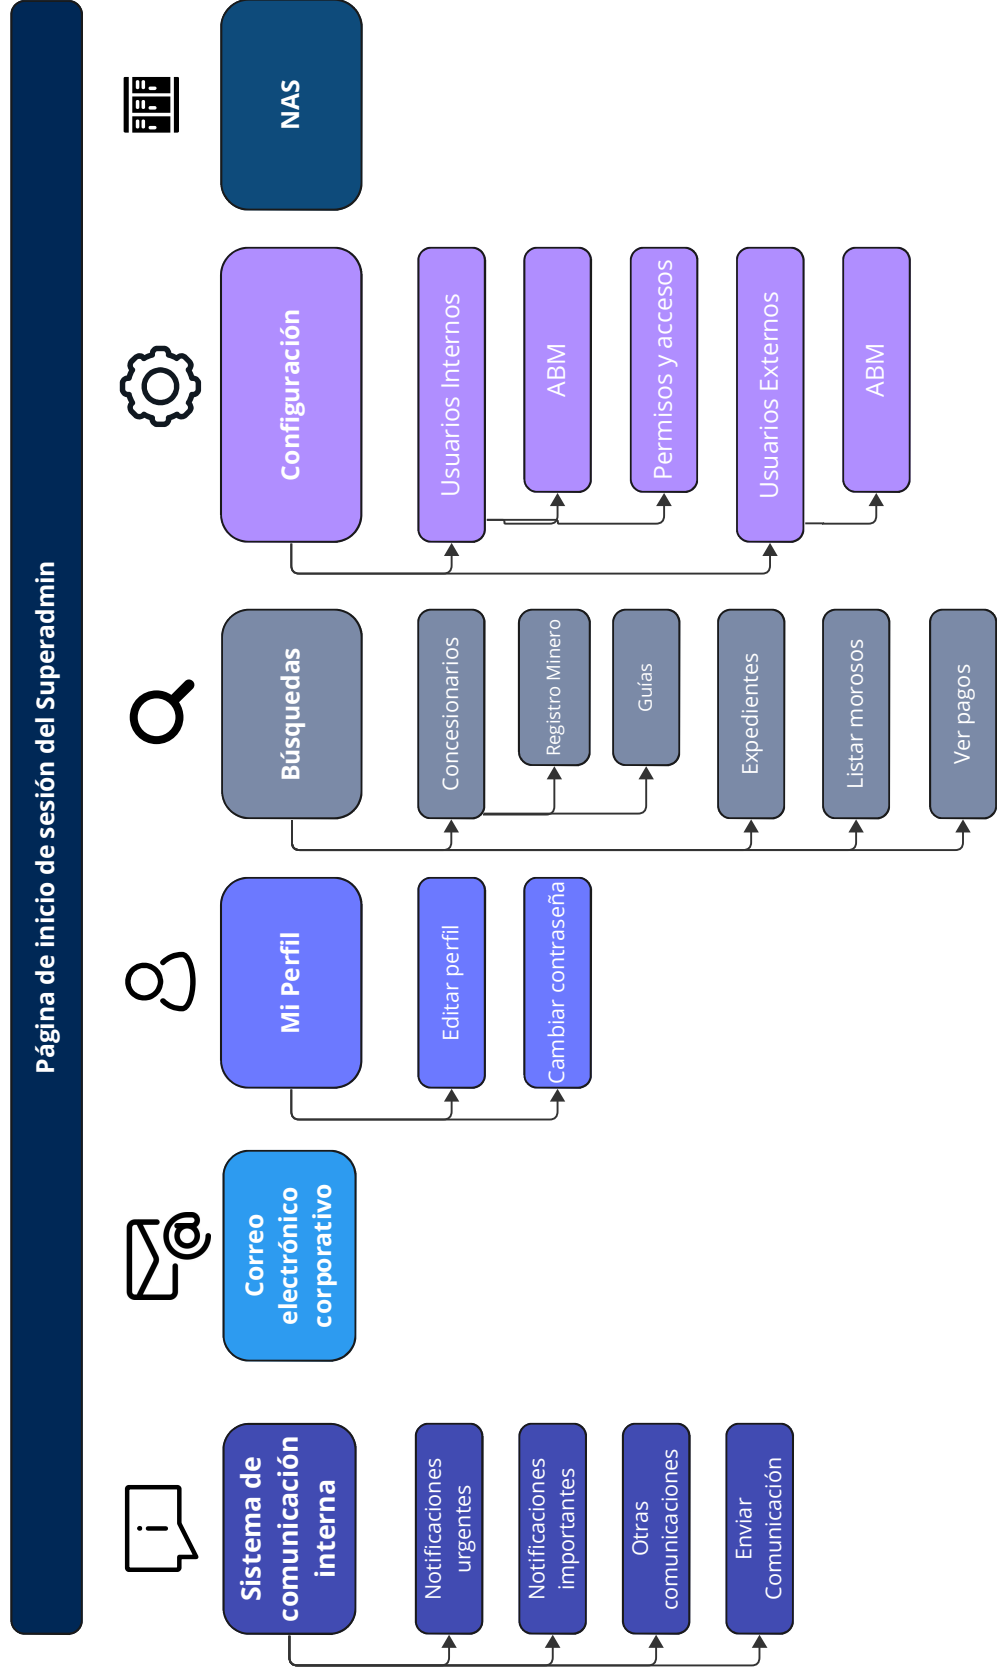 Página de inicio de sesión del Superadmin
Sistema de
comunicación
interna
Notificaciones
urgentes
Notificaciones
importantes
Otras
comunicaciones
Enviar
Comunicación
Correo
electrónico
corporativo
Mi Perfil
Editar perfil
Cambiar contraseña
Búsquedas
Concesionarios
Registro Minero
Guías
Expedientes
Listar morosos
Ver pagos
Configuración
Usuarios Internos
ABM
Permisos y accesos
Usuarios Externos
ABM
NAS